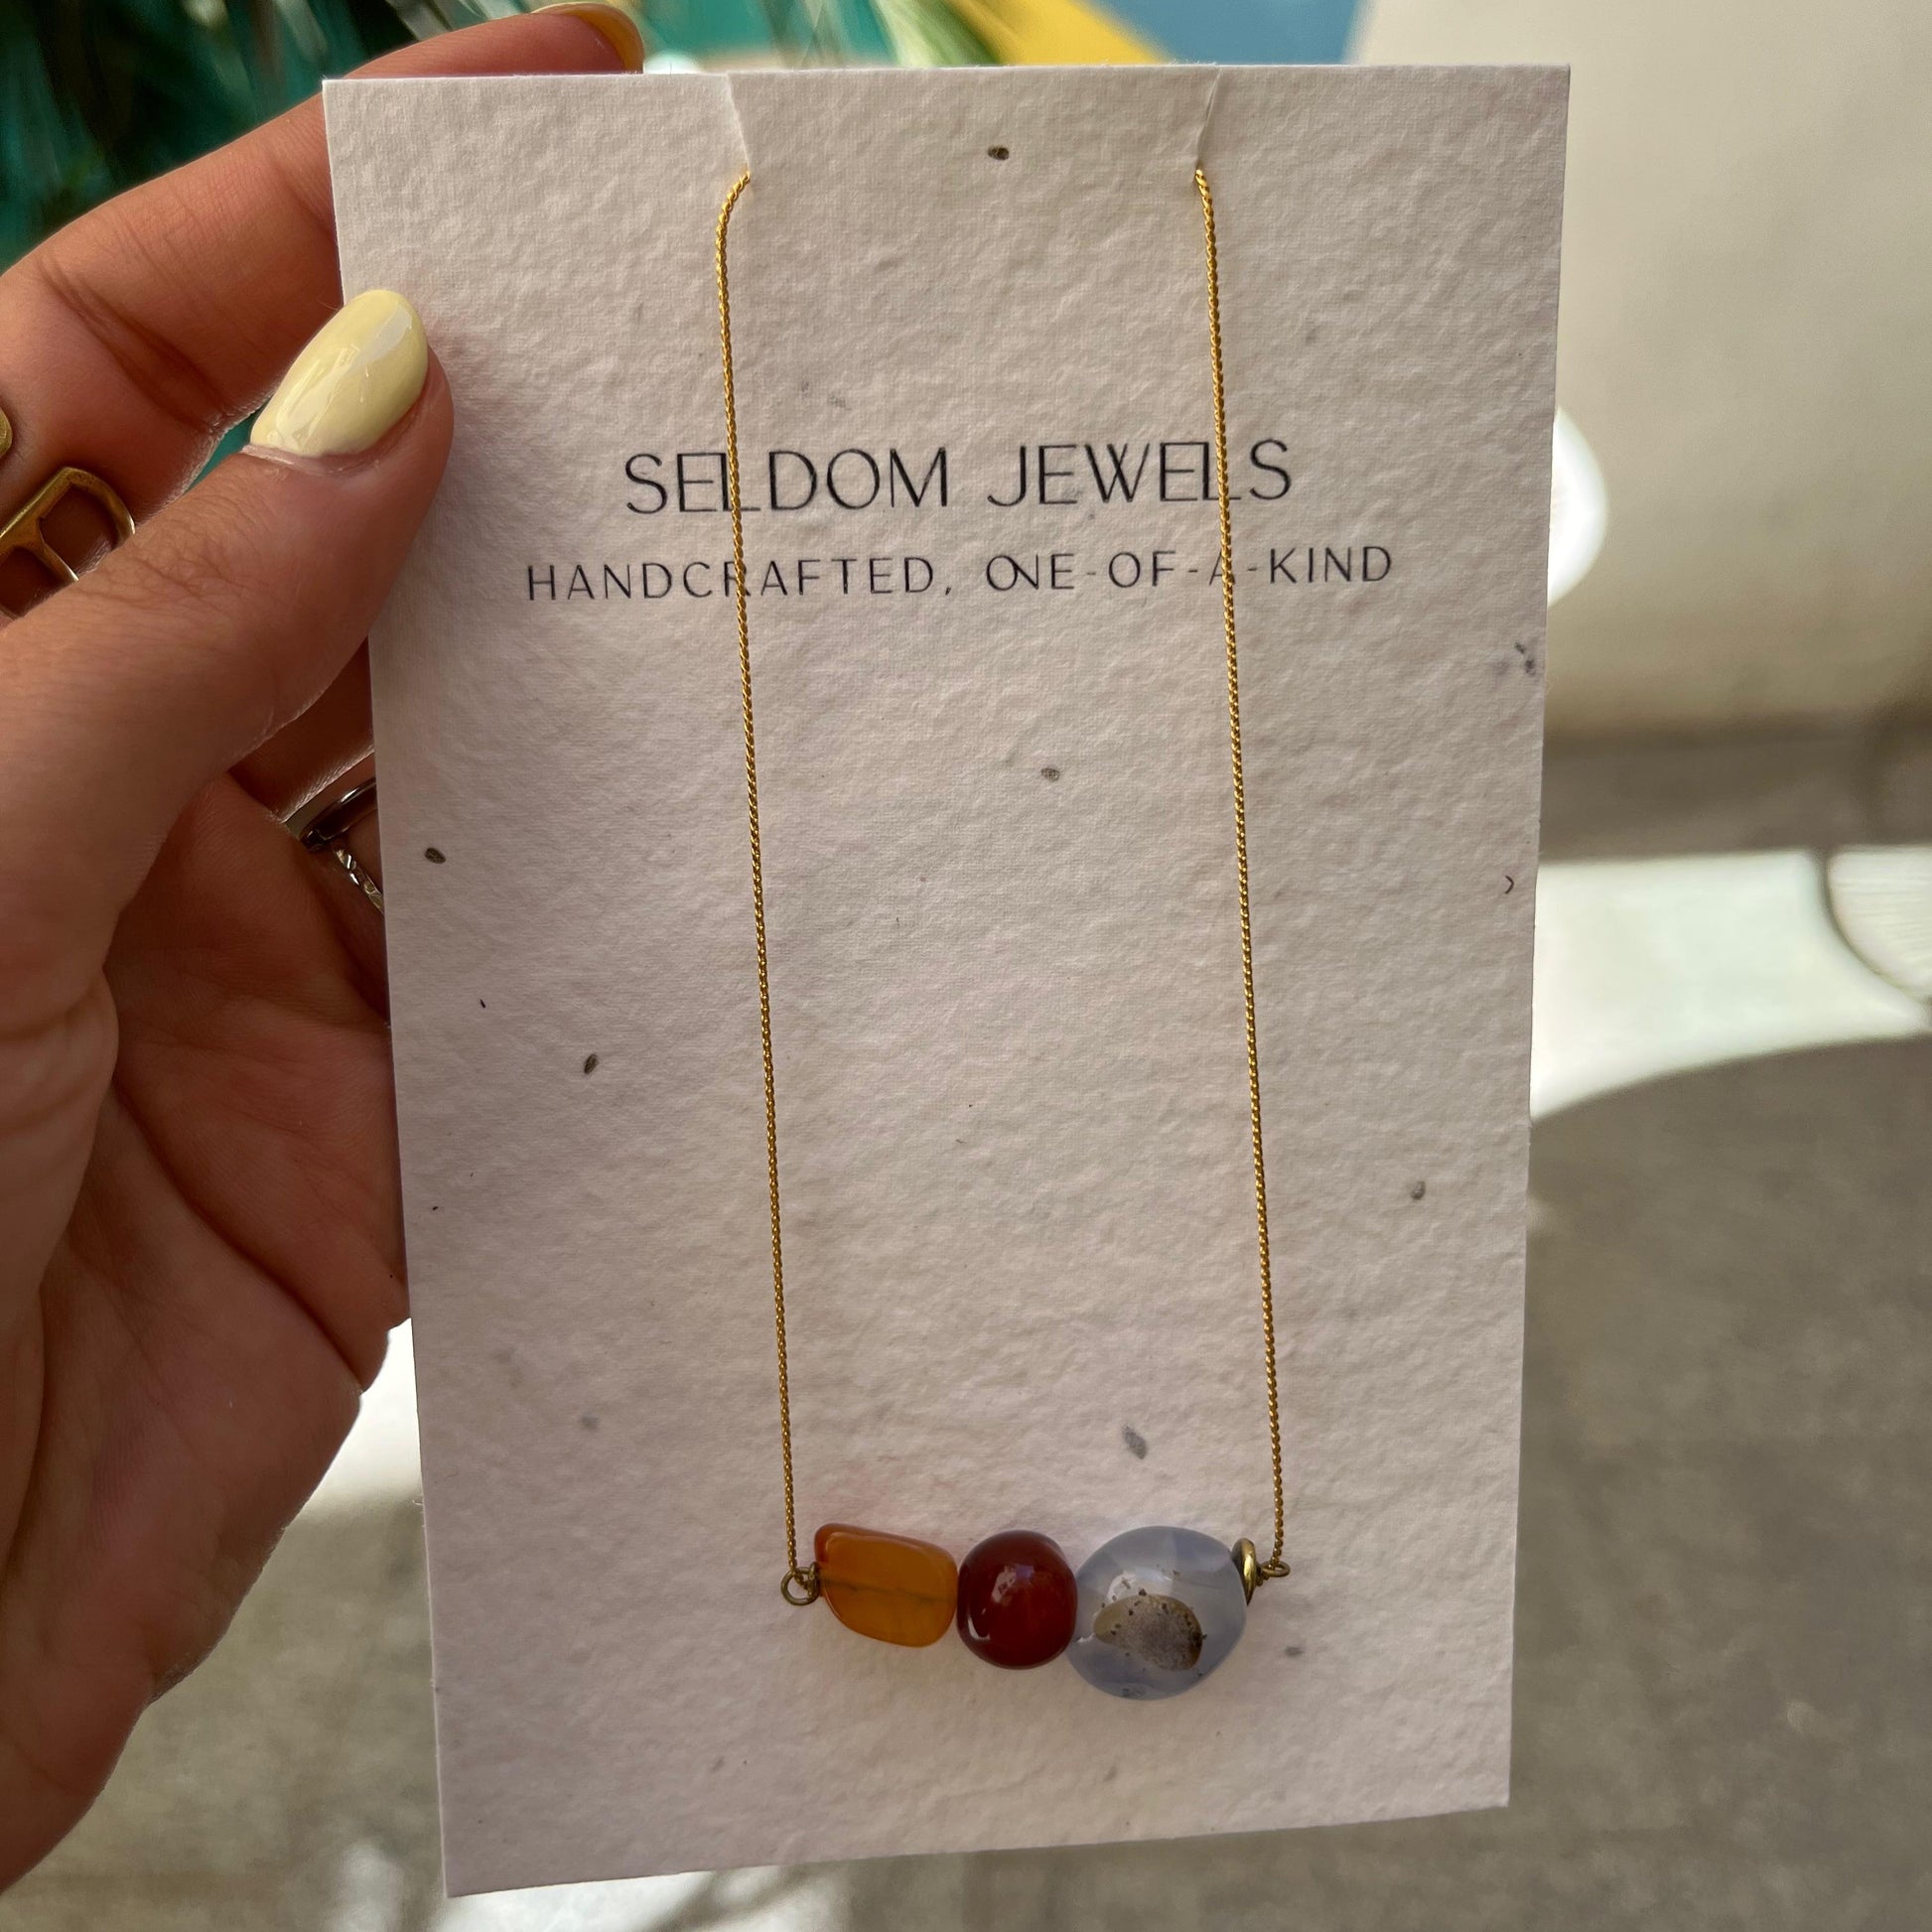 SELDOM JEWELS
HANDCRAFTED, ONE-OF-A-KIND